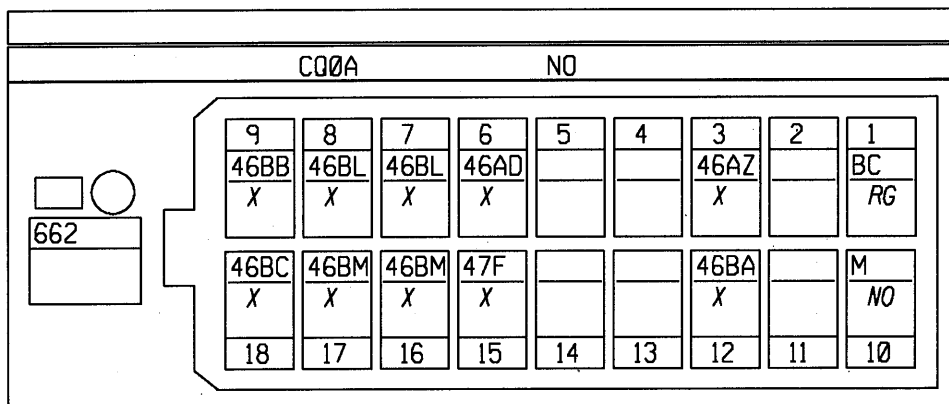 CQ0A NO
9 8 7 6 5 4 3 2 1
46BB 46BL 46BL 46AD 46AZ BC
X X X X X RG
662
46BC 46BM 46BM 47F 46BA M
X X X X X NO
18 17 16 15 14 13 12 11 10